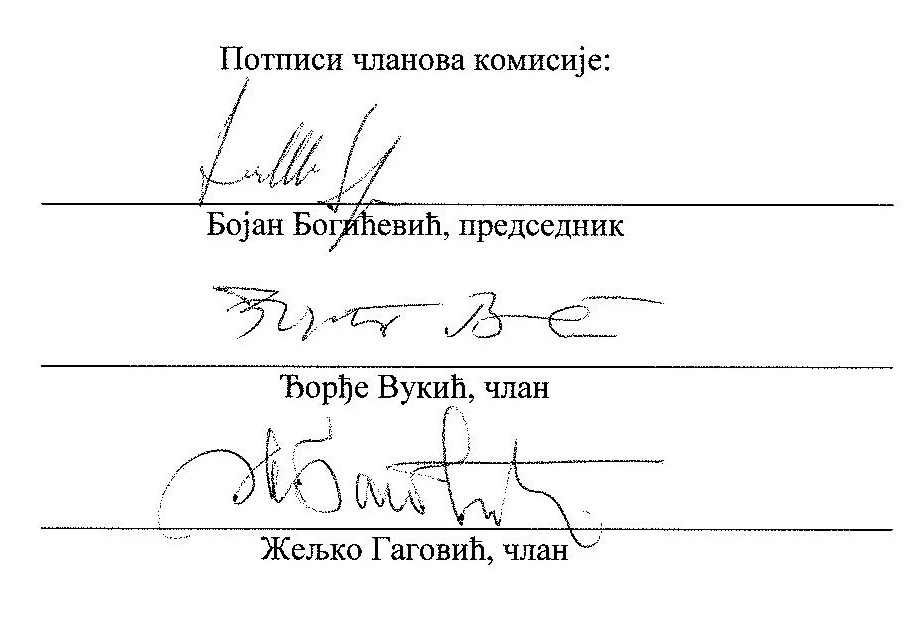 Потписи чланова комисије:
Бојан Богићевић, председник
Ђорђе Вукић, члан
Жељко Гаговић, члан